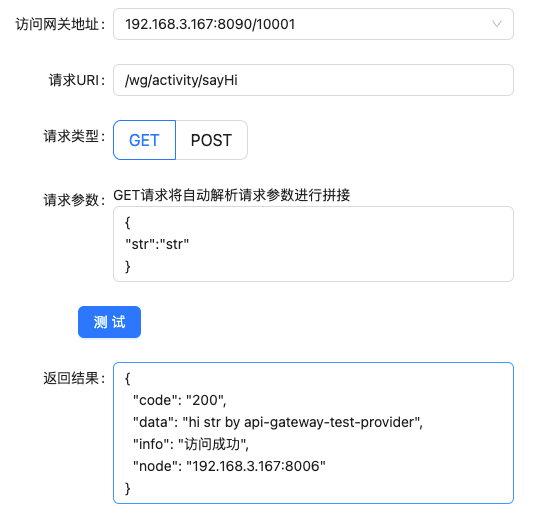 访问网关地址: 192.168.3.167:8090/10001
请求URI: /wg/activity/sayHi
请求类型: GET POST
请求参数: GET请求将自动解析请求参数进行拼接
{
"str":"str"
}
测 试
返回结果: {
"code": "200",
"data": "hi str by api-gateway-test-provider",
"info": "访问成功",
"node": "192.168.3.167:8006"
}